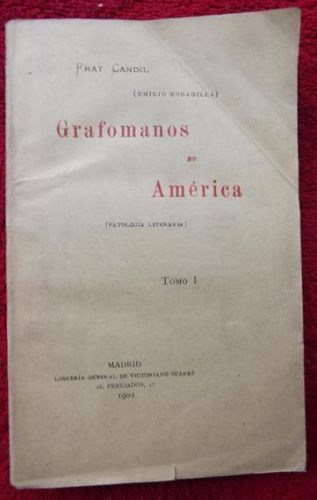 FRAY CANDIL
(EMILIO BOBADILLA)
Grafomanos
DE
América
(PATOLOGÍA LITERARIA)
TOMO I
MADRID
LIBRERÍA GENERAL DE VICTORIANO SUÁREZ
48, PRECIADOS, 48
1902